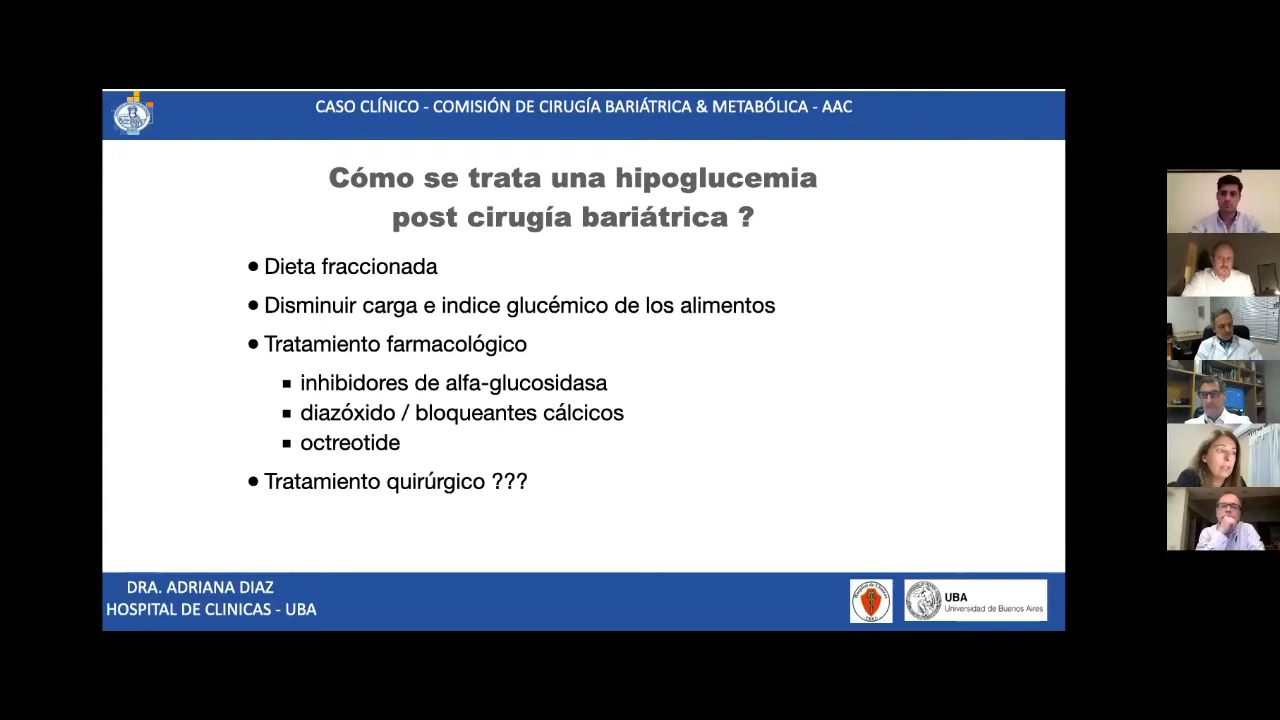 CASO CLÍNICO - COMISIÓN DE CIRUGÍA BARIÁTRICA & METABÓLICA - AAC
Cómo se trata una hipoglucemia
post cirugía bariátrica ?
● Dieta fraccionada
● Disminuir carga e indice glucémico de los alimentos
● Tratamiento farmacológico
▪ inhibidores de alfa-glucosidasa
▪ diazóxido / bloqueantes cálcicos
▪ octreotide
● Tratamiento quirúrgico ???
DRA. ADRIANA DIAZ
HOSPITAL DE CLINICAS - UBA
UBA
Universidad de Buenos Aires